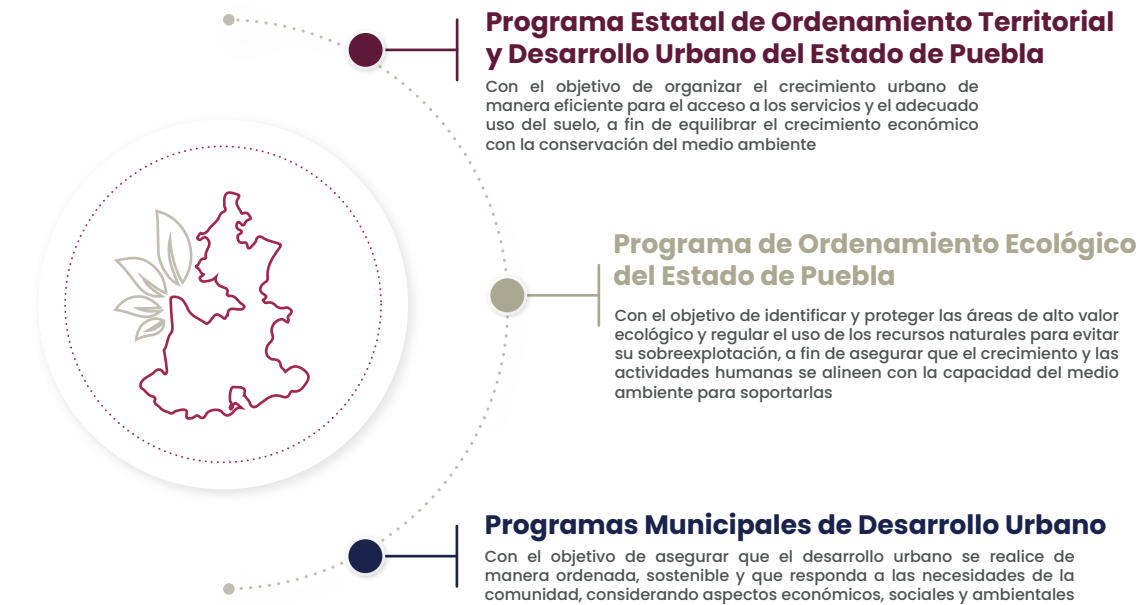 Programa Estatal de Ordenamiento Territorial
y Desarrollo Urbano del Estado de Puebla
Con el objetivo de organizar el crecimiento urbano de
manera eficiente para el acceso a los servicios y el adecuado
uso del suelo, a fin de equilibrar el crecimiento económico
con la conservación del medio ambiente
Programa de Ordenamiento Ecológico
del Estado de Puebla
Con el objetivo de identificar y proteger las áreas de alto valor
ecológico y regular el uso de los recursos naturales para evitar
su sobreexplotación, a fin de asegurar que el crecimiento y las
actividades humanas se alineen con la capacidad del medio
ambiente para soportarlas
Programas Municipales de Desarrollo Urbano
Con el objetivo de asegurar que el desarrollo urbano se realice de
manera ordenada, sostenible y que responda a las necesidades de la
comunidad, considerando aspectos económicos, sociales y ambientales